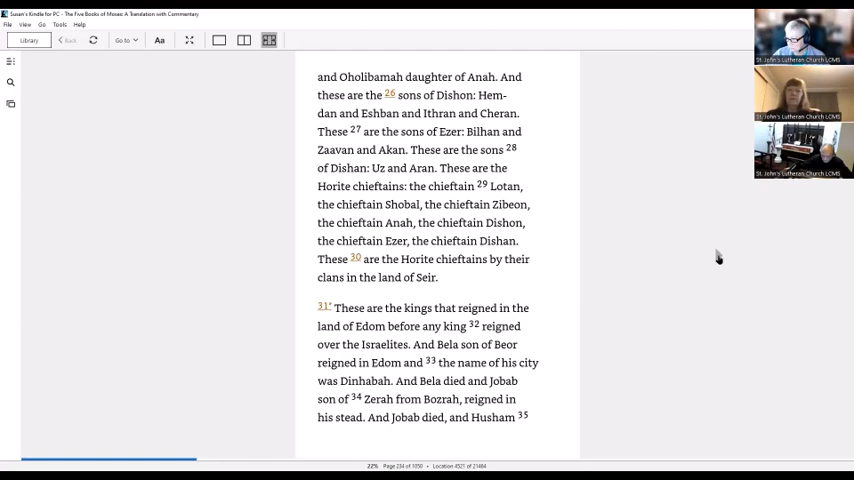 Susan's Kindle for PC - The Five Books of Moses: A Translation with Commentary
File View Go Tools Help
Library Back Go to Aa
and Oholibamah daughter of Anah. And
these are the 26 sons of Dishon: Hem-
dan and Eshban and Ithran and Cheran.
These 27 are the sons of Ezer: Bilhan and
Zaavan and Akan. These are the sons 28
of Dishan: Uz and Aran. These are the
Horite chieftains: the chieftain 29 Lotan,
the chieftain Shobal, the chieftain Zibeon,
the chieftain Anah, the chieftain Dishon,
the chieftain Ezer, the chieftain Dishan.
These 30 are the Horite chieftains by their
clans in the land of Seir.
31* These are the kings that reigned in the
land of Edom before any king 32 reigned
over the Israelites. And Bela son of Beor
reigned in Edom and 33 the name of his city
was Dinhabah. And Bela died and Jobab
son of 34 Zerah from Bozrah, reigned in
his stead. And Jobab died, and Husham 35
22% Page 234 of 1050 • Location 4521 of 21484
St. John's Lutheran Church LCMS
St. John's Lutheran Church LCMS
St. John's Lutheran Church LCMS